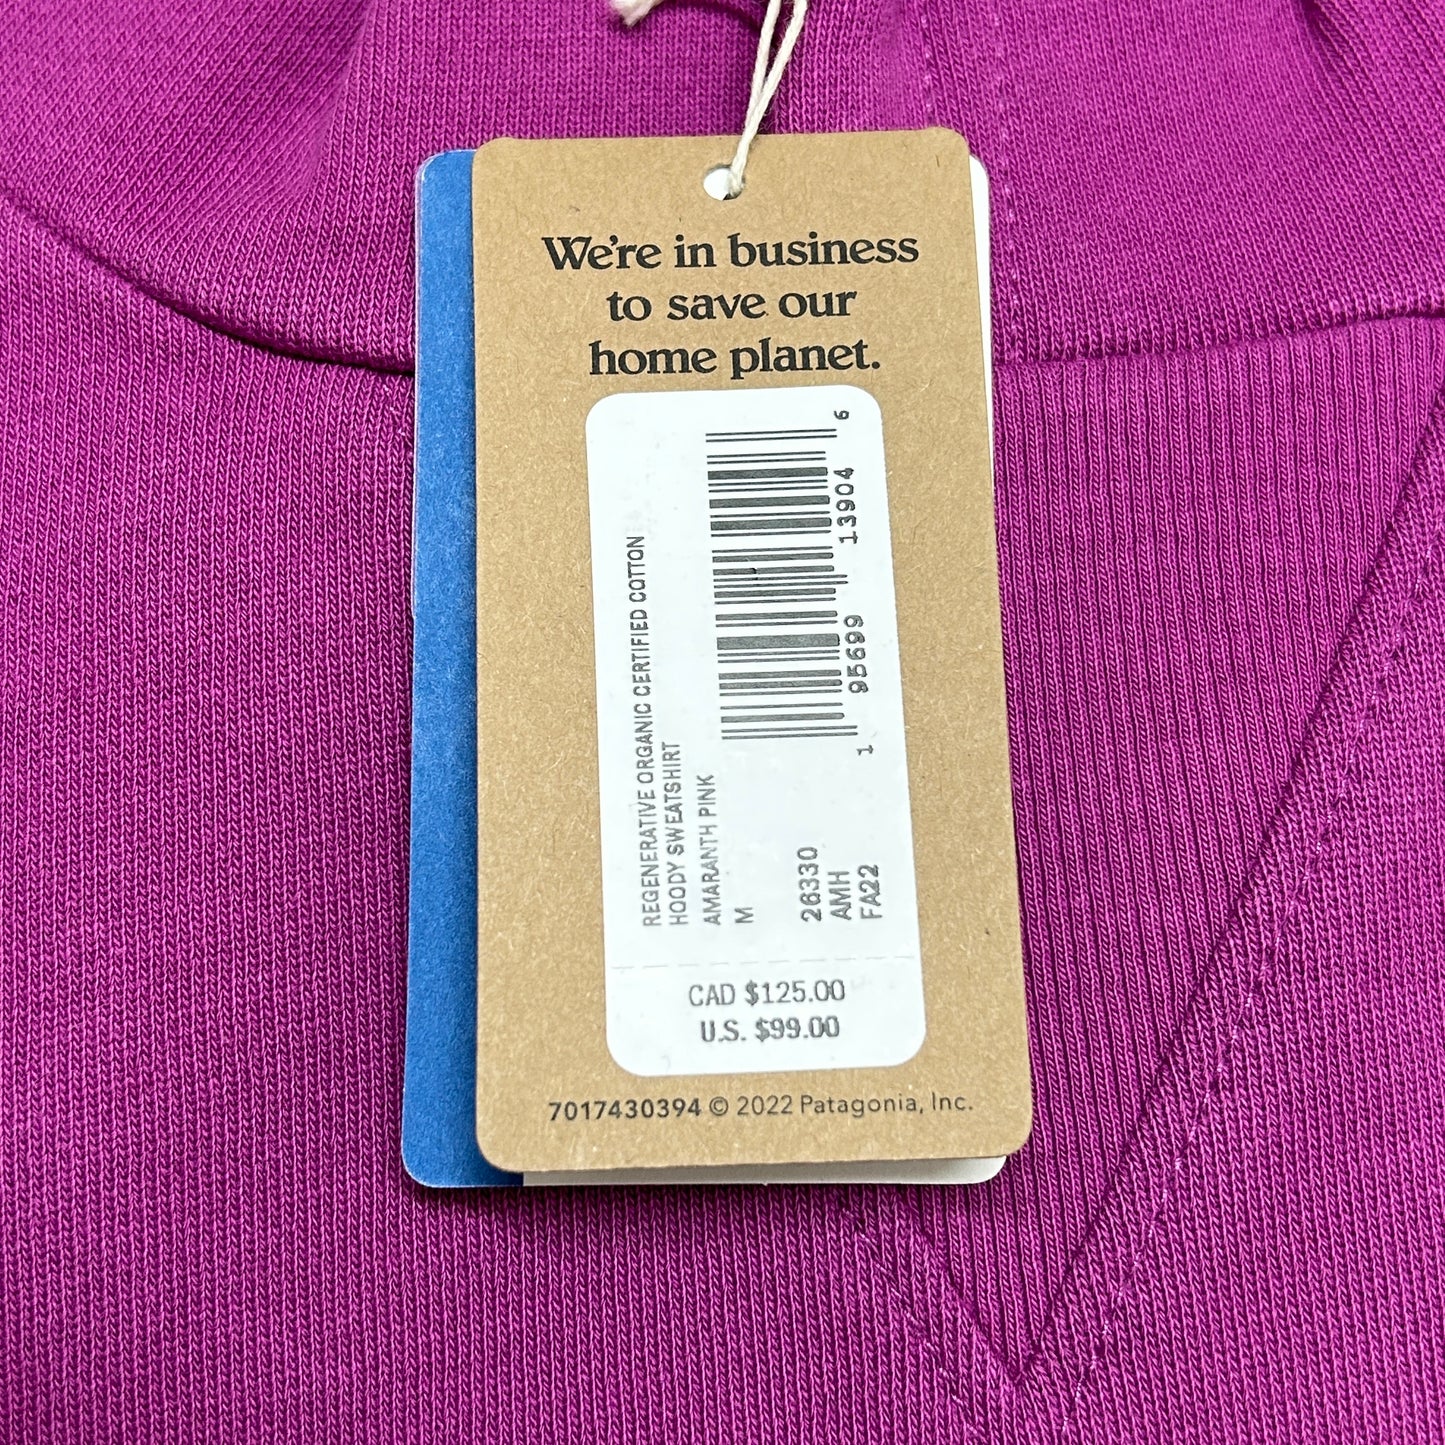 We're in business
to save our
home planet.
REGENERATIVE ORGANIC CERTIFIED COTTON
HOODY SWEATSHIRT
AMARANTH PINK
M
26330
AMH
FA22
1 95699 13904 6
CAD $125.00
U.S. $99.00
7017430394 © 2022 Patagonia, Inc.